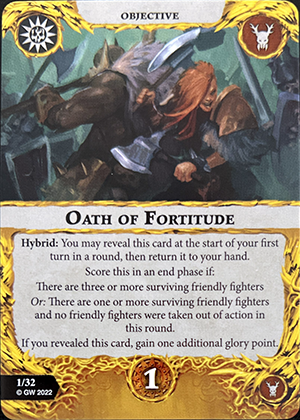 OBJECTIVE
OATH OF FORTITUDE
Hybrid: You may reveal this card at the start of your first
turn in a round, then return it to your hand.
Score this in an end phase if:
There are three or more surviving friendly fighters
Or: There are one or more surviving friendly fighters
and no friendly fighters were taken out of action in
this round.
If you revealed this card, gain one additional glory point.
1/32
© GW 2022
1